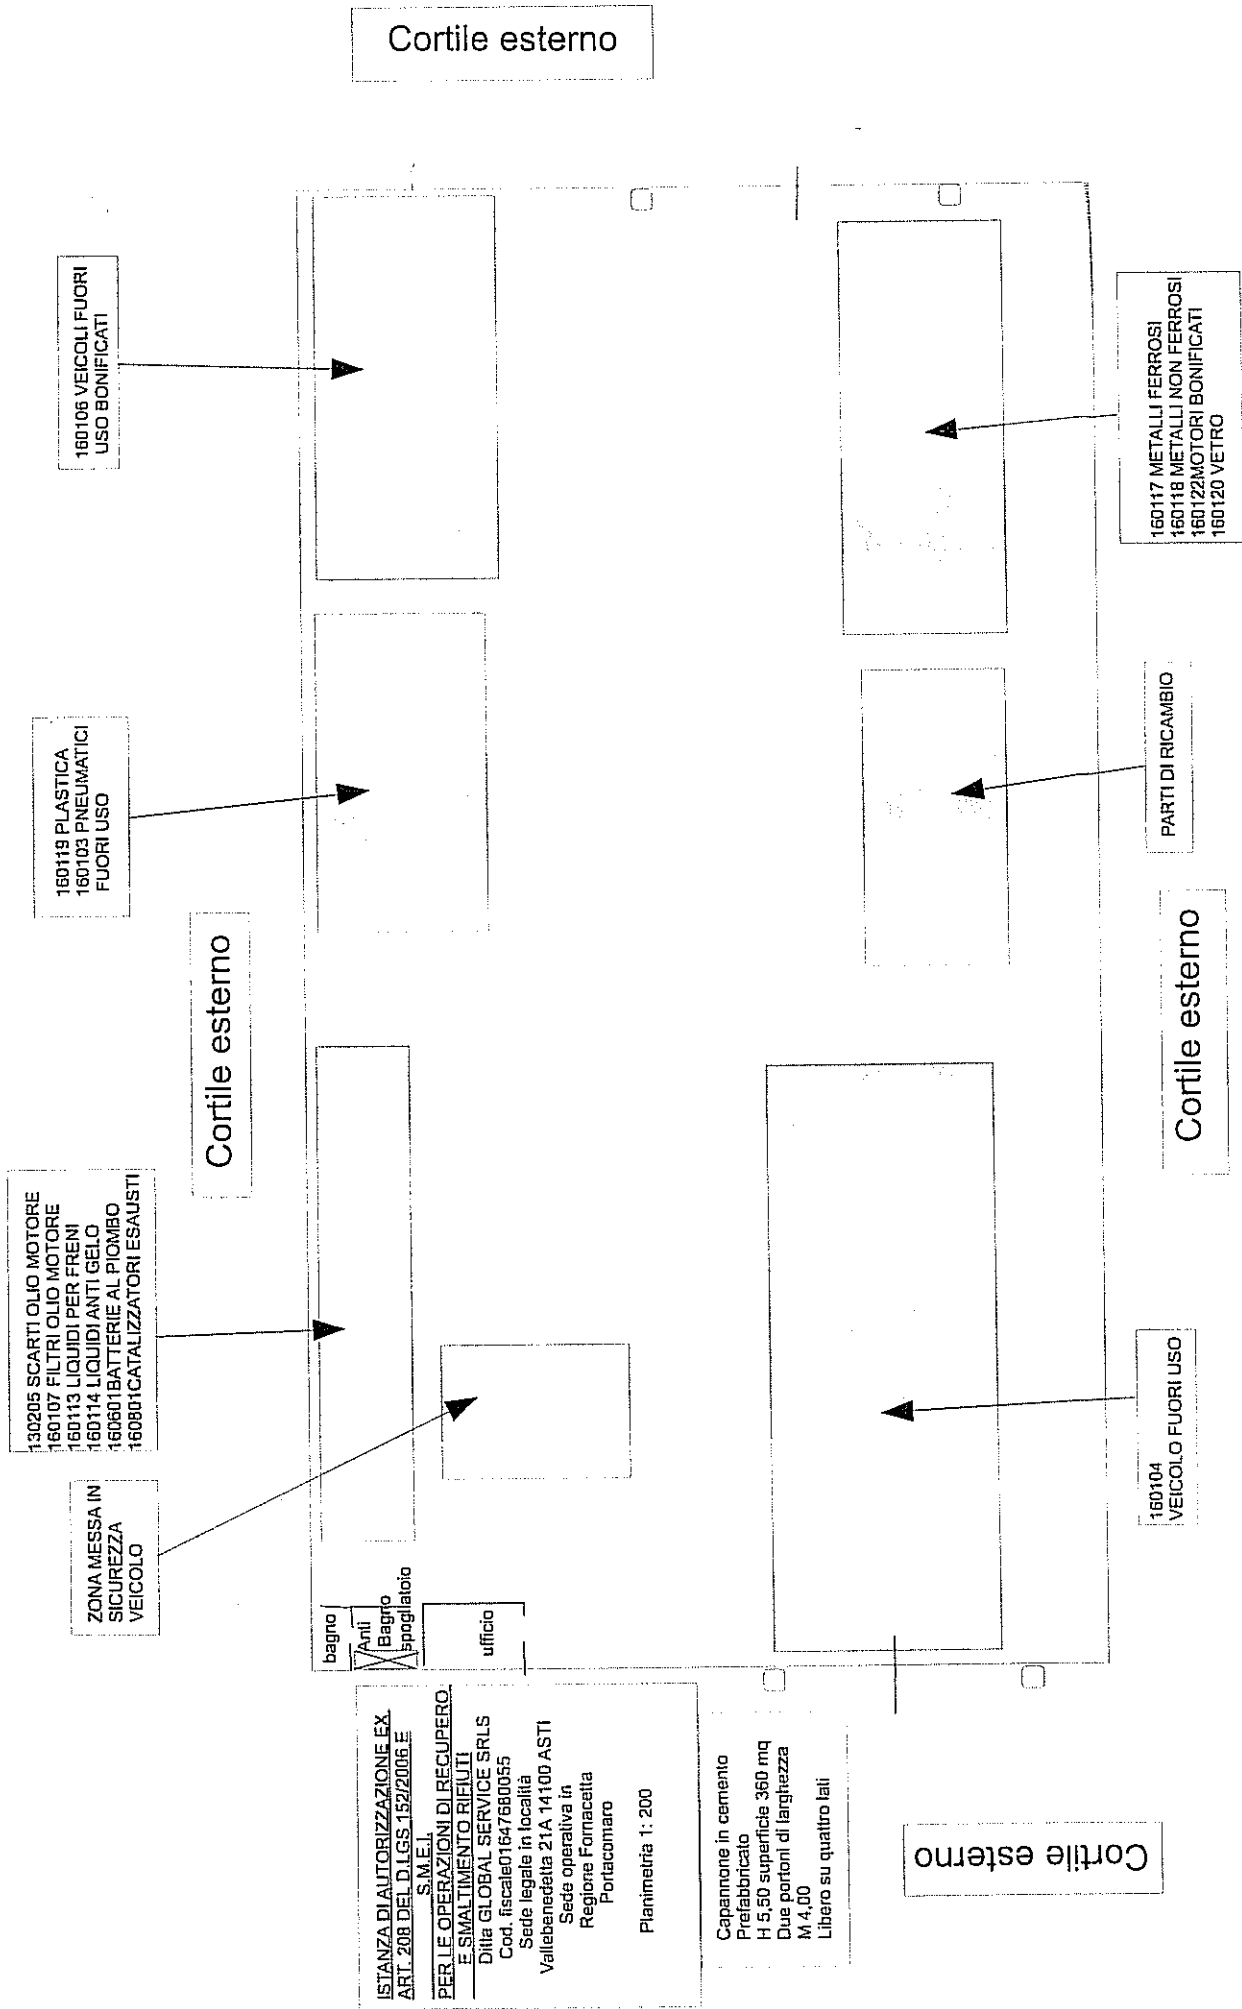 Cortile esterno
160106 VEICOLI FUORI
USO BONIFICATI
160119 PLASTICA
160103 PNEUMATICI
FUORI USO
Cortile esterno
130205 SCARTI OLIO MOTORE
160107 FILTRI OLIO MOTORE
160113 LIQUIDI PER FRENI
160114 LIQUIDI ANTI GELO
160601BATTERIE AL PIOMBO
160801CATALIZZATORI ESAUSTI
ZONA MESSA IN
SICUREZZA
VEICOLO
bagno
Anti
Bagno
spogliatoio
ufficio
160117 METALLI FERROSI
160118 METALLI NON FERROSI
160122MOTORI BONIFICATI
160120 VETRO
PARTI DI RICAMBIO
Cortile esterno
160104
VEICOLO FUORI USO
ISTANZA DI AUTORIZZAZIONE EX
ART. 208 DEL D.LGS 152/2006 E
S.M.E.I.
PER LE OPERAZIONI DI RECUPERO
E SMALTIMENTO RIFIUTI
Ditta GLOBAL SERVICE SRLS
Cod. fiscale01647680055
Sede legale in località
Vallebenedetta 21A 14100 ASTI
Sede operativa in
Regione Fornacetta
Portacomaro
Planimetria 1: 200
Capannone in cemento
Prefabbricato
H 5,50 superficie 360 mq
Due portoni di larghezza
M 4,00
Libero su quattro lati
Cortile esterno